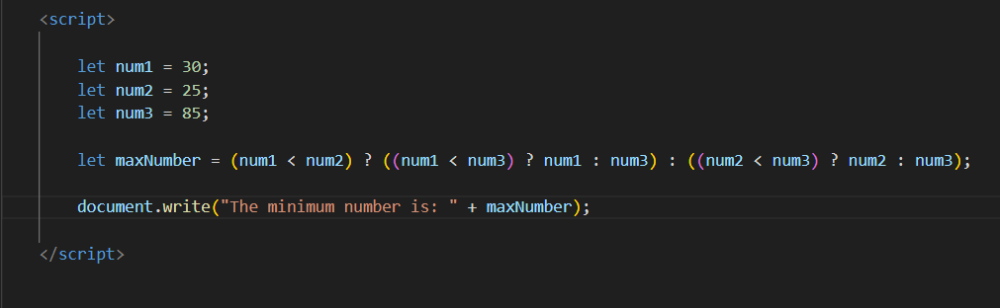 <script>
let num1 = 30;
let num2 = 25;
let num3 = 85;
let maxNumber = (num1 < num2) ? ((num1 < num3) ? num1 : num3) : ((num2 < num3) ? num2 : num3);
document.write("The minimum number is: " + maxNumber);
</script>